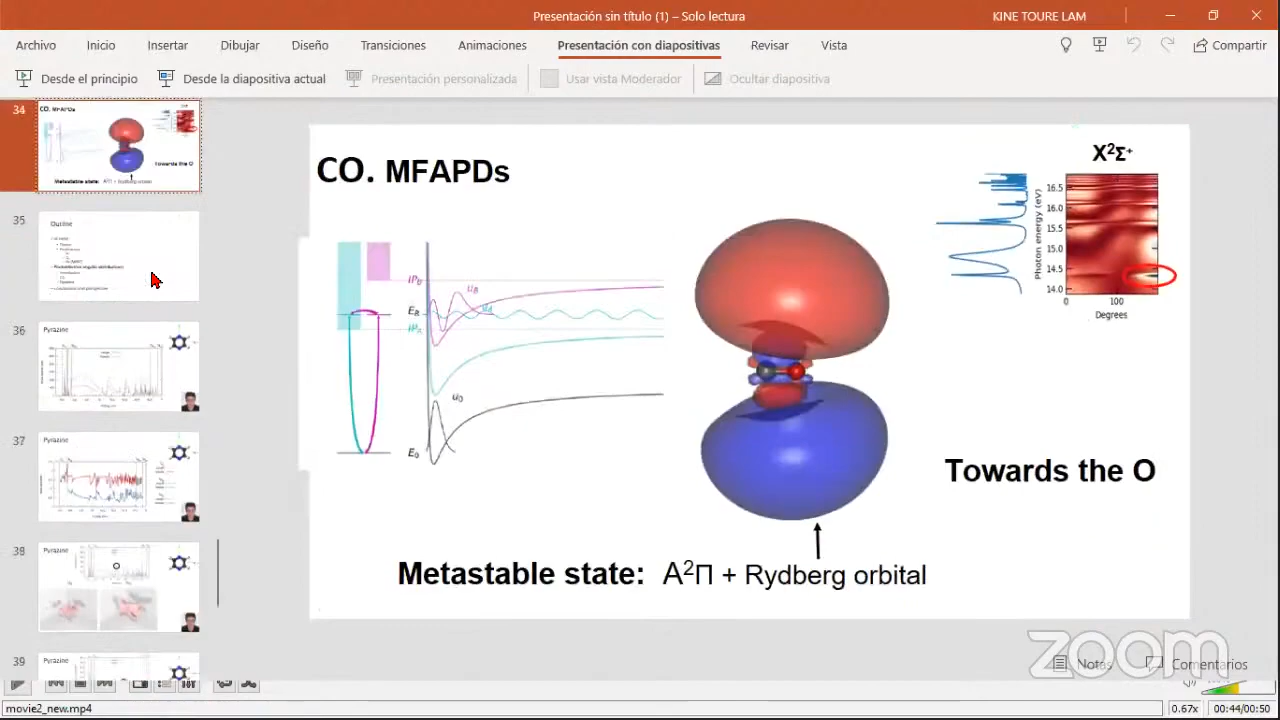 Presentación sin título (1) – Solo lectura
KINE TOURE LAM
Archivo Inicio Insertar Dibujar Diseño Transiciones Animaciones Presentación con diapositivas Revisar Vista Compartir
Desde el principio Desde la diapositiva actual Presentación personalizada Usar vista Moderador Ocultar diapositiva
34
CO. MFAPDs
Towards the O
Metastable state: A²Π + Rydberg orbital
35
Outline
36
Pyrazine
37
Pyrazine
38
Pyrazine
39
Pyrazine
CO. MFAPDs
X²Σ⁺
Photon energy (eV)
16.5
16.0
15.5
15.0
14.5
14.0
0 100
Degrees
E₀
u₀
Towards the O
Metastable state: A²Π + Rydberg orbital
zoom
Notas Comentarios
movie2_new.mp4
0.67x 00:44/00:50